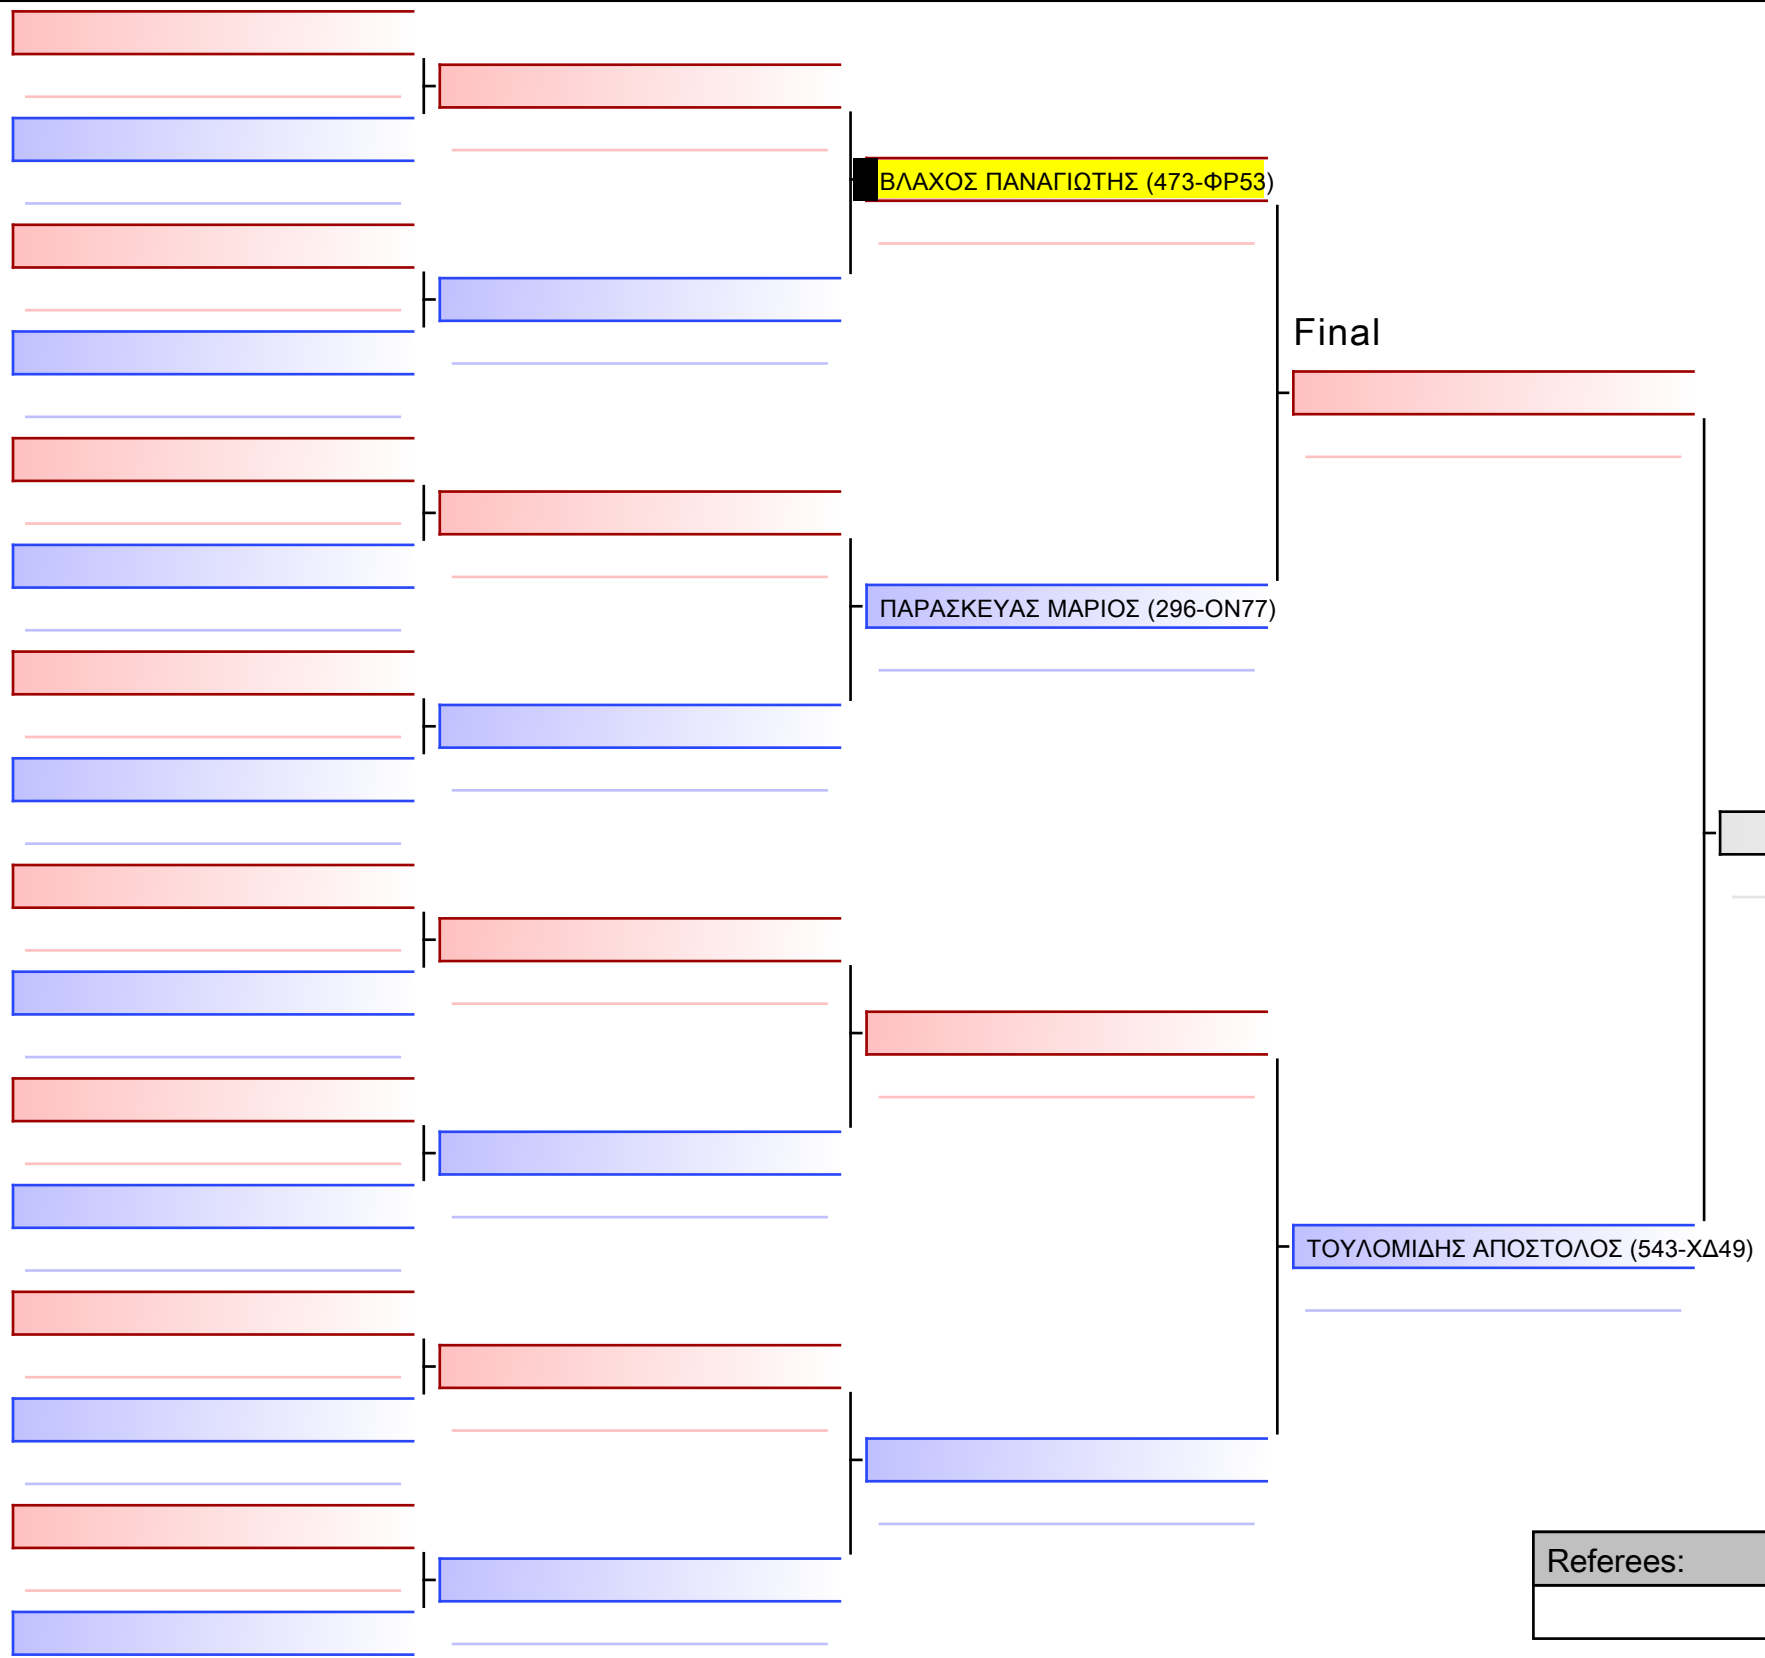 ΒΛΑΧΟΣ ΠΑΝΑΓΙΩΤΗΣ (473-ΦΡ53)
Final
ΠΑΡΑΣΚΕΥΑΣ ΜΑΡΙΟΣ (296-ΟΝ77)
ΤΟΥΛΟΜΙΔΗΣ ΑΠΟΣΤΟΛΟΣ (543-ΧΔ49)
Referees: